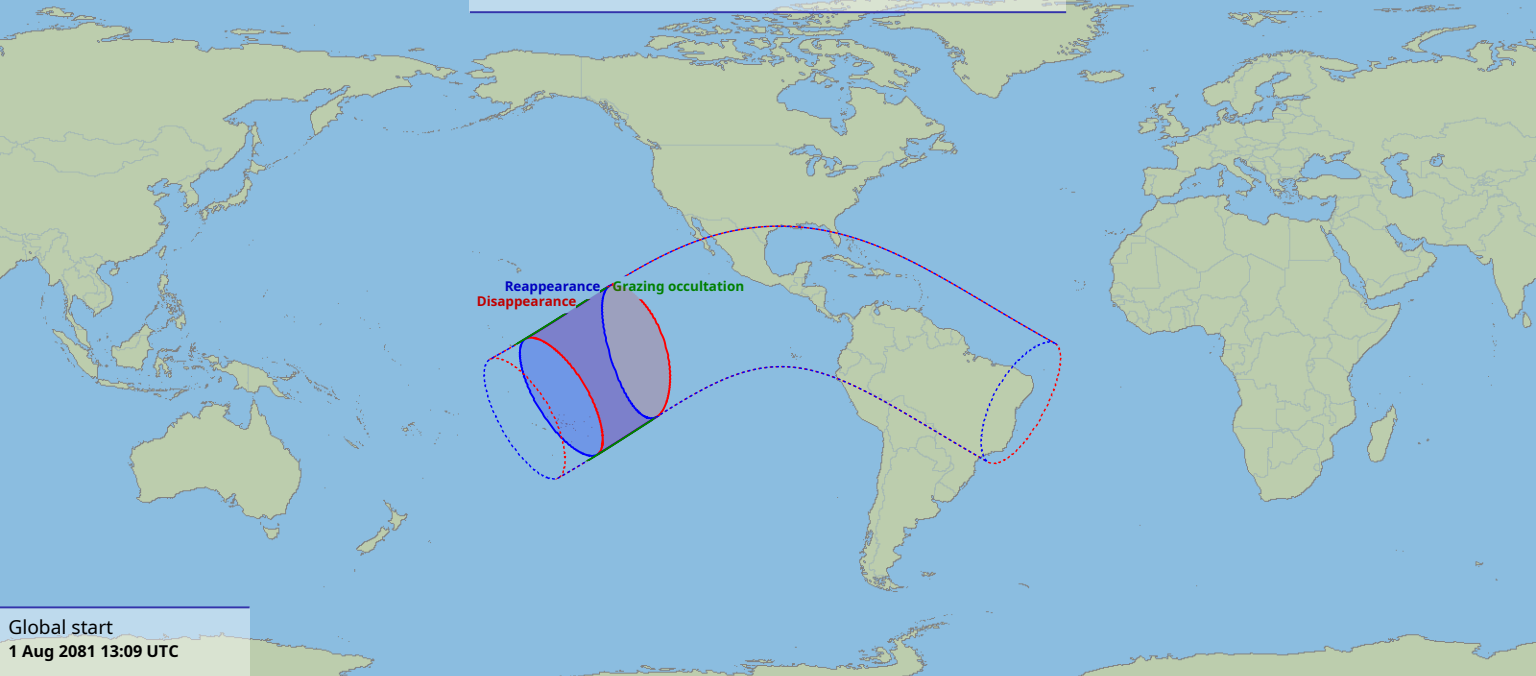 Reappearance
Grazing occultation
Disappearance
Global start
1 Aug 2081 13:09 UTC